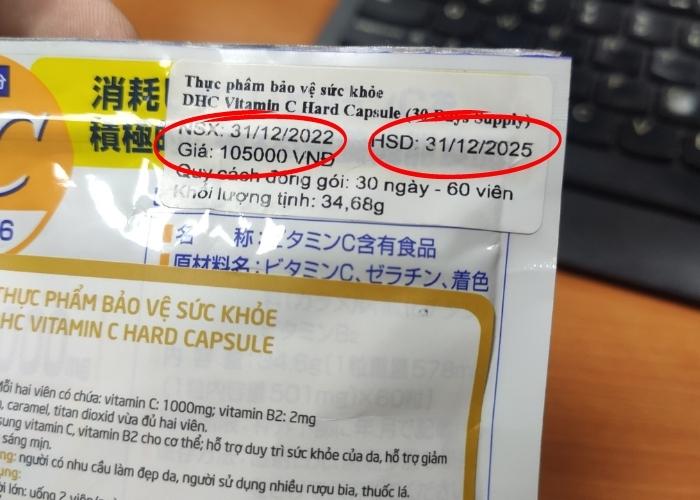 分
消耗
積極
C
6
Thực phẩm bảo vệ sức khỏe
DHC Vitamin C Hard Capsule (30 Days Supply)
NSX: 31/12/2022
HSD: 31/12/2025
Giá: 105000 VND
Quy cách đóng gói: 30 ngày - 60 viên
Khối lượng tịnh: 34,68g
名 称:ビタミンC含有食品
原材料名:ビタミンC、ゼラチン、着色
THỰC PHẨM BẢO VỆ SỨC KHỎE
DHC VITAMIN C HARD CAPSULE
Mỗi hai viên có chứa: vitamin C: 1000mg; vitamin B2: 2mg
, caramel, titan dioxid vừa đủ hai viên.
sung vitamin C, vitamin B2 cho cơ thể; hỗ trợ duy trì sức khỏe của da, hỗ trợ giảm
sáng mịn.
ng: người có nhu cầu làm đẹp da, người sử dụng nhiều rượu bia, thuốc lá.
ụng:
lớn: uống 2 viên/